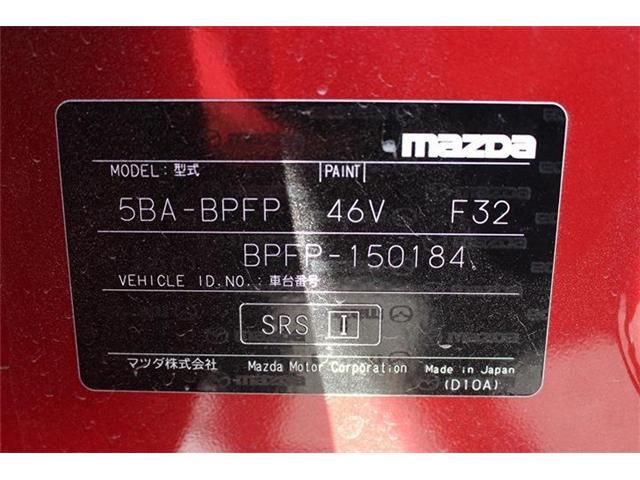 mazda
MODEL:型式 PAINT
5BA-BPFP 46V F32
BPFP-150184
VEHICLE ID.NO.:車台番号
SRS I
マツダ株式会社 Mazda Motor Corporation Made in Japan
(D10A)